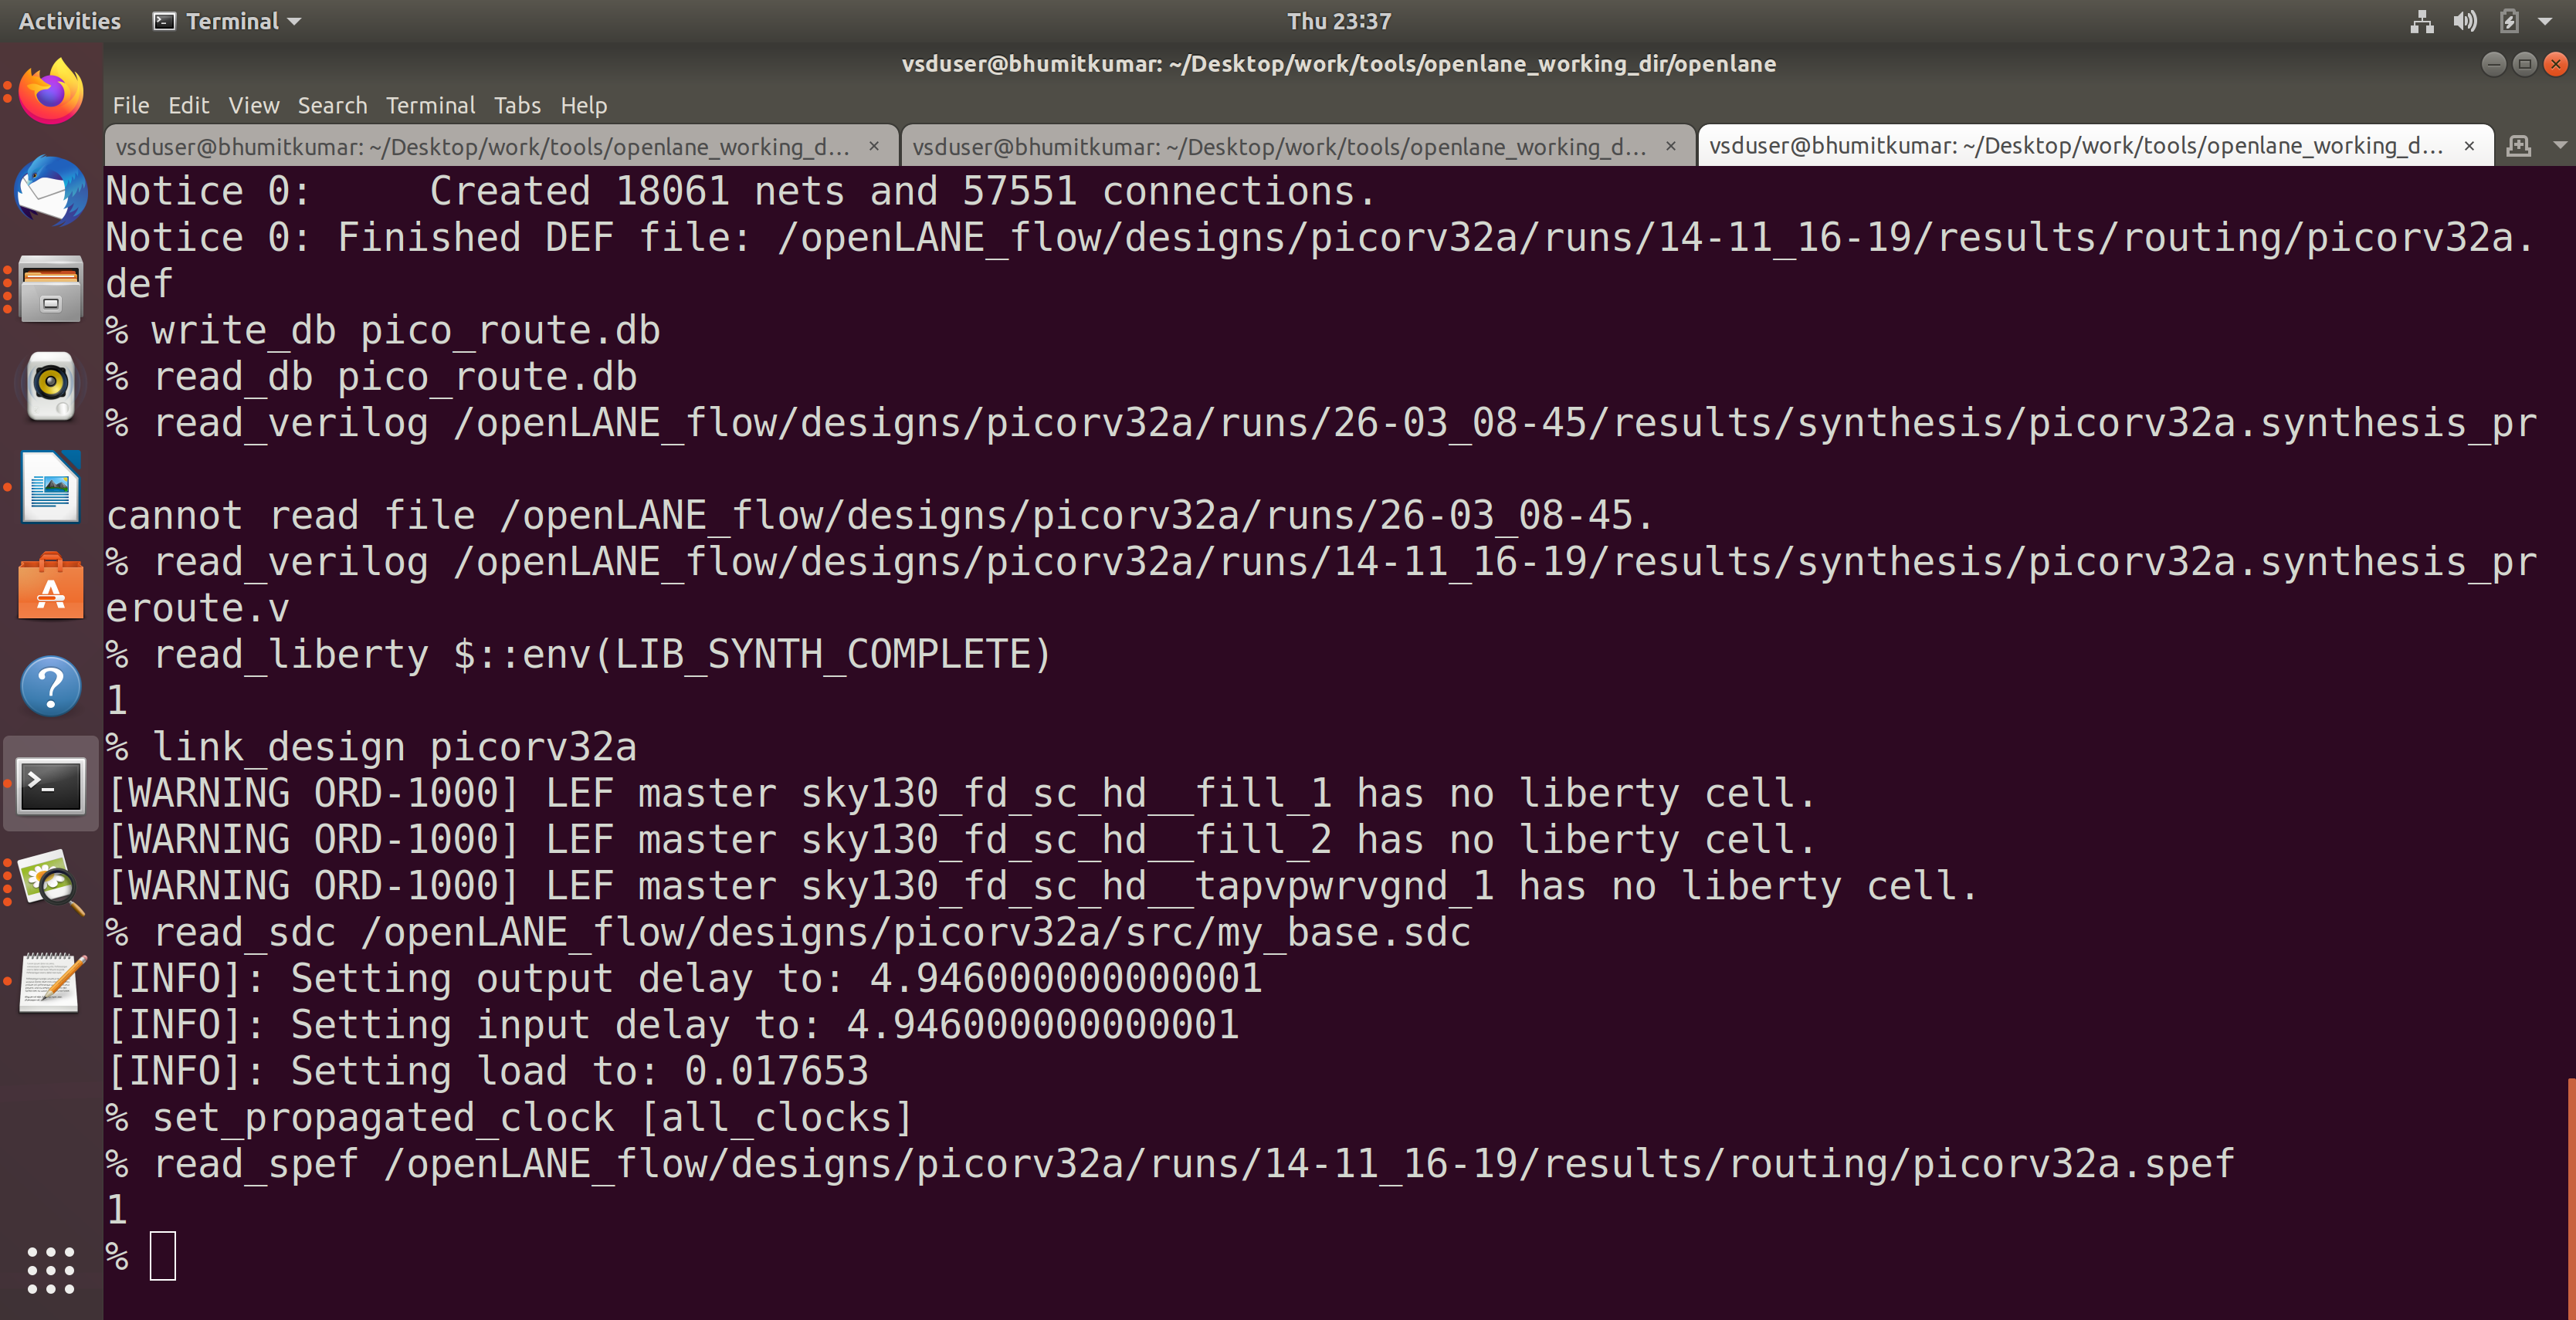 Activities Terminal Thu 23:37
vsduser@bhumitkumar: ~/Desktop/work/tools/openlane_working_dir/openlane
File Edit View Search Terminal Tabs Help
vsduser@bhumitkumar: ~/Desktop/work/tools/openlane_working_d... × vsduser@bhumitkumar: ~/Desktop/work/tools/openlane_working_d... × vsduser@bhumitkumar: ~/Desktop/work/tools/openlane_working_d... ×
Notice 0:     Created 18061 nets and 57551 connections.
Notice 0: Finished DEF file: /openLANE_flow/designs/picorv32a/runs/14-11_16-19/results/routing/picorv32a.
def
% write_db pico_route.db
% read_db pico_route.db
% read_verilog /openLANE_flow/designs/picorv32a/runs/26-03_08-45/results/synthesis/picorv32a.synthesis_pr
cannot read file /openLANE_flow/designs/picorv32a/runs/26-03_08-45.
% read_verilog /openLANE_flow/designs/picorv32a/runs/14-11_16-19/results/synthesis/picorv32a.synthesis_pr
eroute.v
% read_liberty $::env(LIB_SYNTH_COMPLETE)
1
% link_design picorv32a
[WARNING ORD-1000] LEF master sky130_fd_sc_hd__fill_1 has no liberty cell.
[WARNING ORD-1000] LEF master sky130_fd_sc_hd__fill_2 has no liberty cell.
[WARNING ORD-1000] LEF master sky130_fd_sc_hd__tapvpwrvgnd_1 has no liberty cell.
% read_sdc /openLANE_flow/designs/picorv32a/src/my_base.sdc
[INFO]: Setting output delay to: 4.946000000000001
[INFO]: Setting input delay to: 4.946000000000001
[INFO]: Setting load to: 0.017653
% set_propagated_clock [all_clocks]
% read_spef /openLANE_flow/designs/picorv32a/runs/14-11_16-19/results/routing/picorv32a.spef
1
%